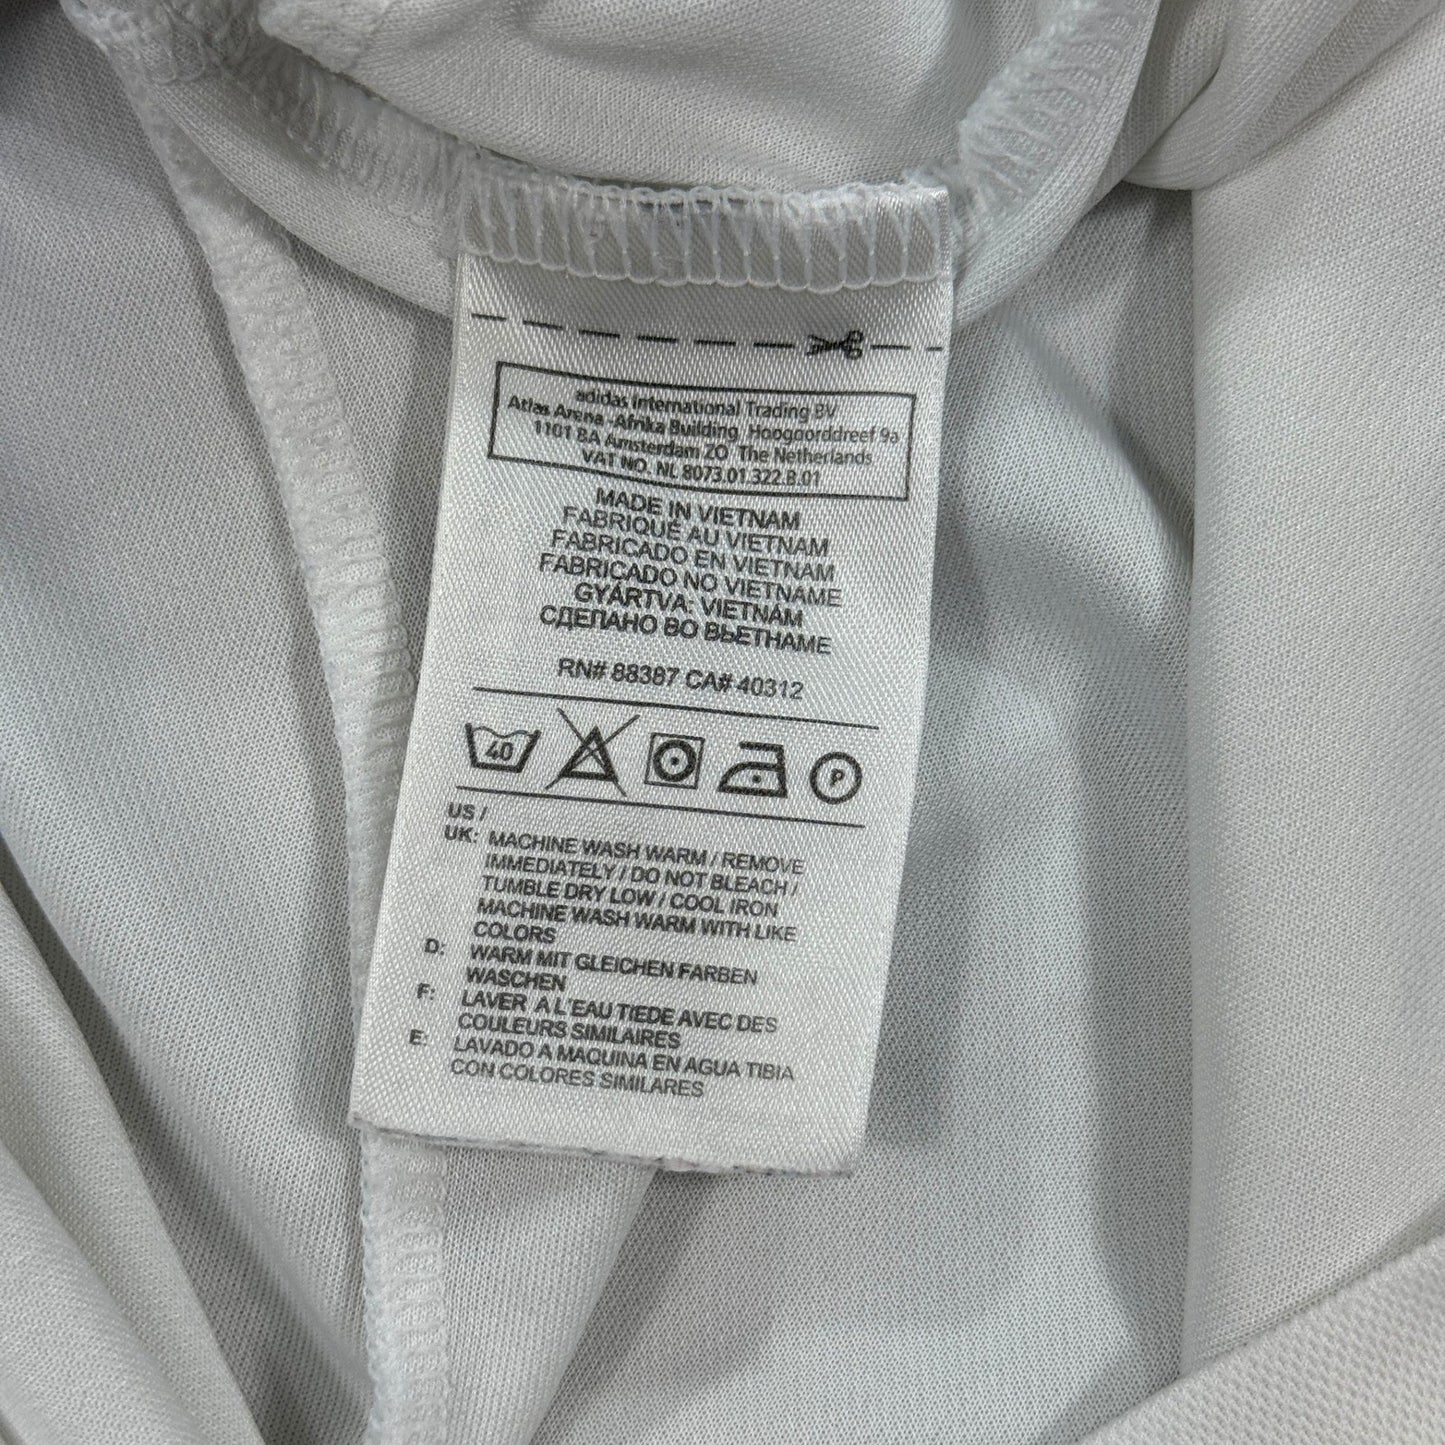 adidas International Trading BV
Atlas Arena -Afrika Building, Hoogoorddreef 9a
1101 BA Amsterdam ZO The Netherlands
VAT NO. NL 8073.01.322.B.01
MADE IN VIETNAM
FABRIQUÉ AU VIETNAM
FABRICADO EN VIETNAM
FABRICADO NO VIETNAME
GYÁRTVA: VIETNÁM
СДЕЛАНО ВО ВЬЕТНАМЕ
RN# 88387 CA# 40312
40 P
US /
UK: MACHINE WASH WARM / REMOVE
IMMEDIATELY / DO NOT BLEACH /
TUMBLE DRY LOW / COOL IRON
MACHINE WASH WARM WITH LIKE
COLORS
D: WARM MIT GLEICHEN FARBEN
WASCHEN
F: LAVER A L'EAU TIEDE AVEC DES
COULEURS SIMILAIRES
E: LAVADO A MAQUINA EN AGUA TIBIA
CON COLORES SIMILARES